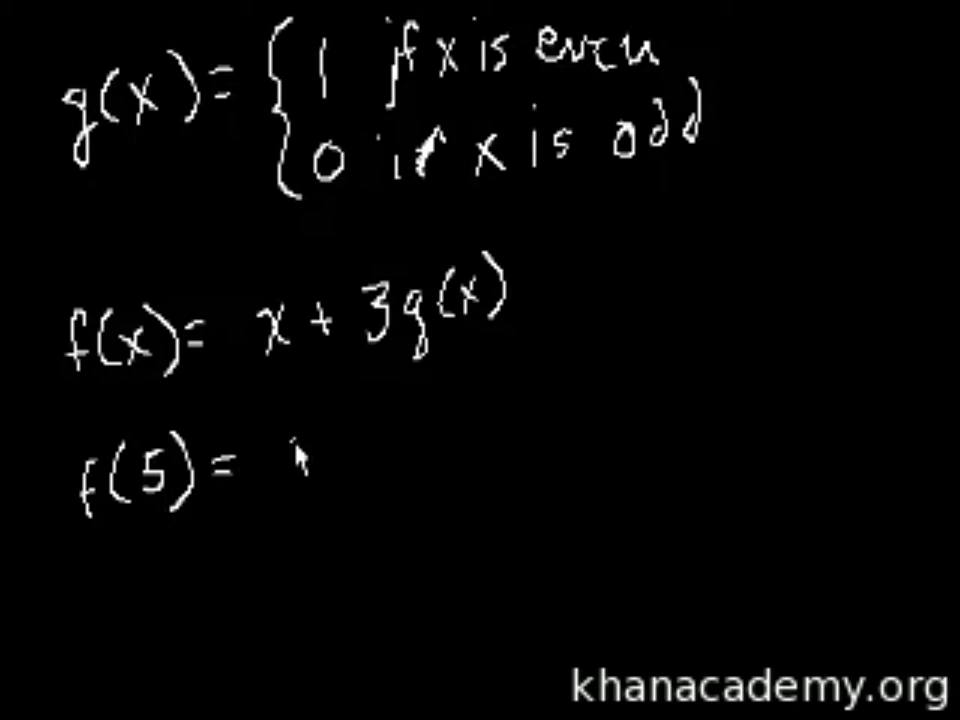 g(x) = { 1 if x is even
0 if x is odd
f(x) = x + 3g(x)
f(5) =
khanacademy.org